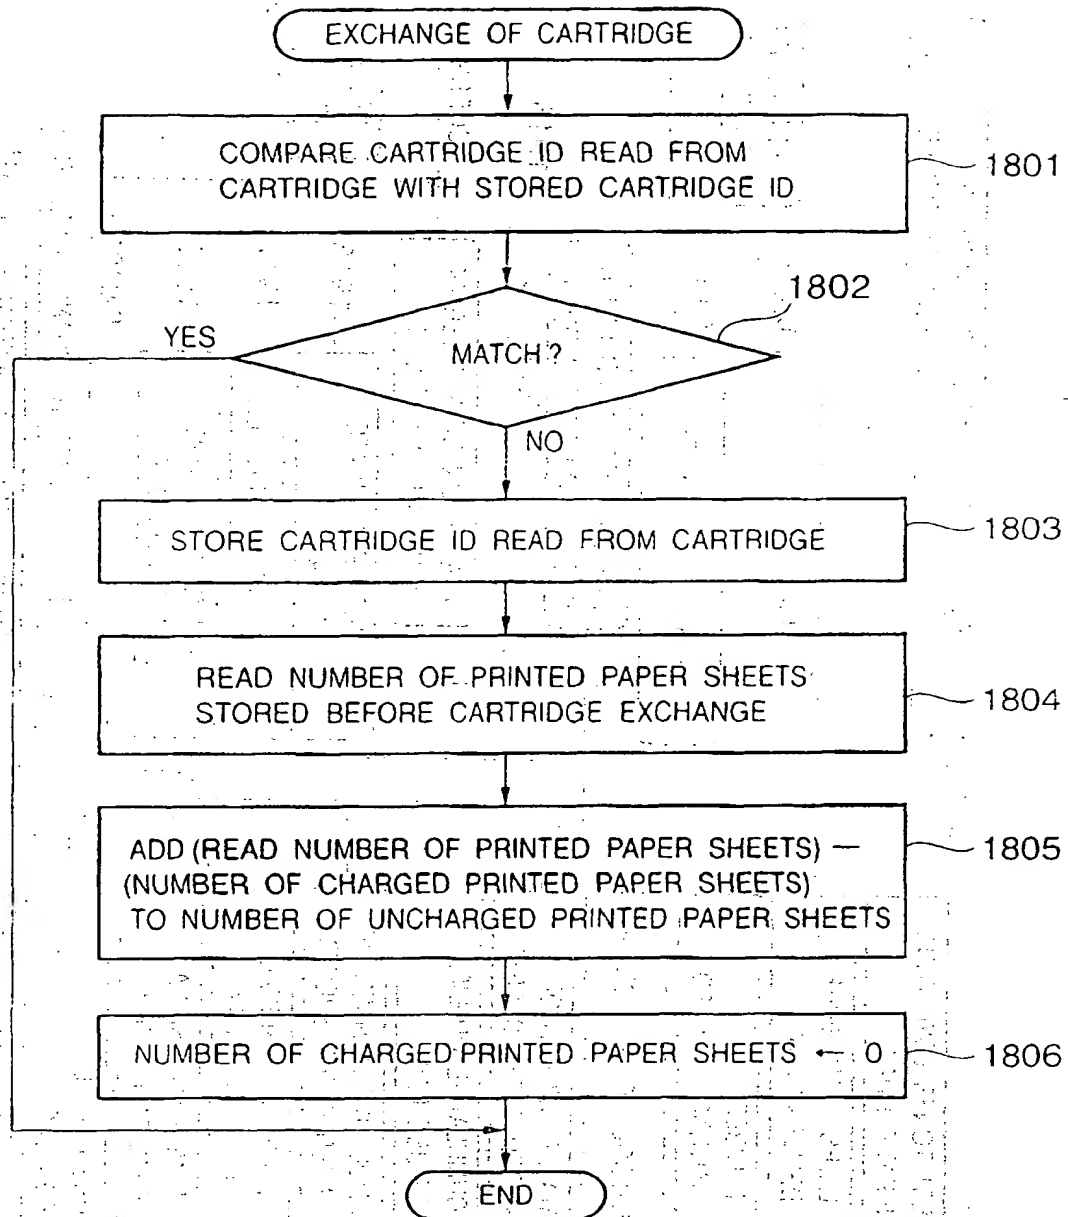 EXCHANGE OF CARTRIDGE
COMPARE CARTRIDGE ID READ FROM
CARTRIDGE WITH STORED CARTRIDGE ID
1801
1802
YES
MATCH?
NO
STORE CARTRIDGE ID READ FROM CARTRIDGE
1803
READ NUMBER OF PRINTED PAPER SHEETS
STORED BEFORE CARTRIDGE EXCHANGE
1804
ADD (READ NUMBER OF PRINTED PAPER SHEETS) —
(NUMBER OF CHARGED PRINTED PAPER SHEETS)
TO NUMBER OF UNCHARGED PRINTED PAPER SHEETS
1805
NUMBER OF CHARGED PRINTED PAPER SHEETS ← 0
1806
END